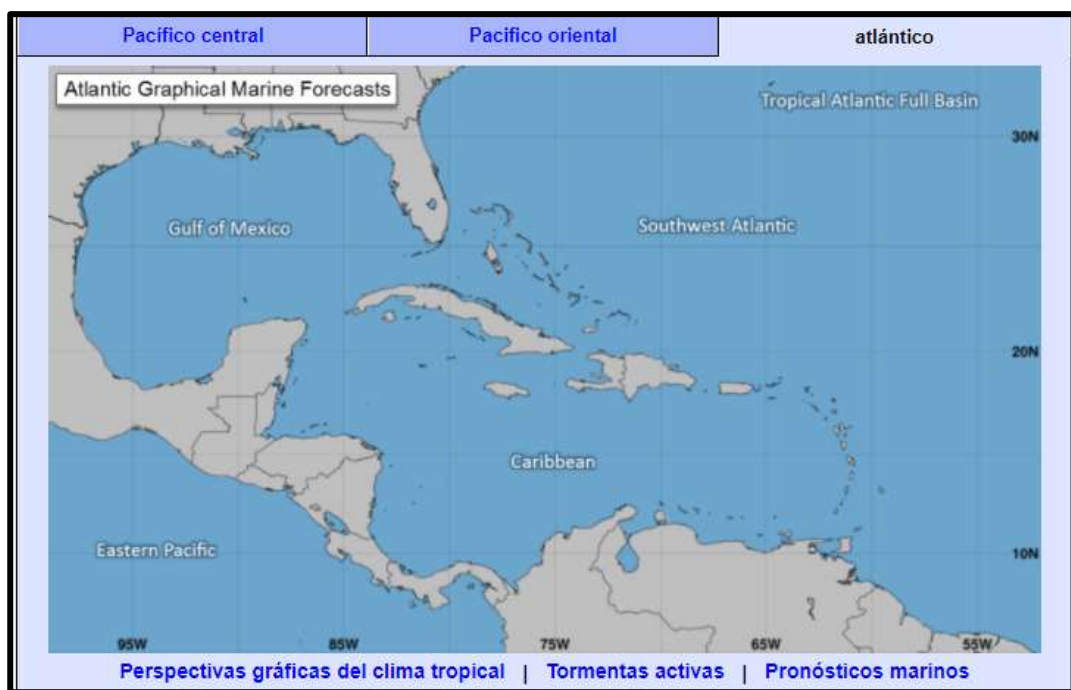 Pacífico central
Pacifico oriental
atlántico
Atlantic Graphical Marine Forecasts
Tropical Atlantic Full Basin
30N
Gulf of Mexico
Southwest Atlantic
20N
Caribbean
Eastern Pacific
10N
95W 85W 75W 65W 55W
Perspectivas gráficas del clima tropical | Tormentas activas | Pronósticos marinos